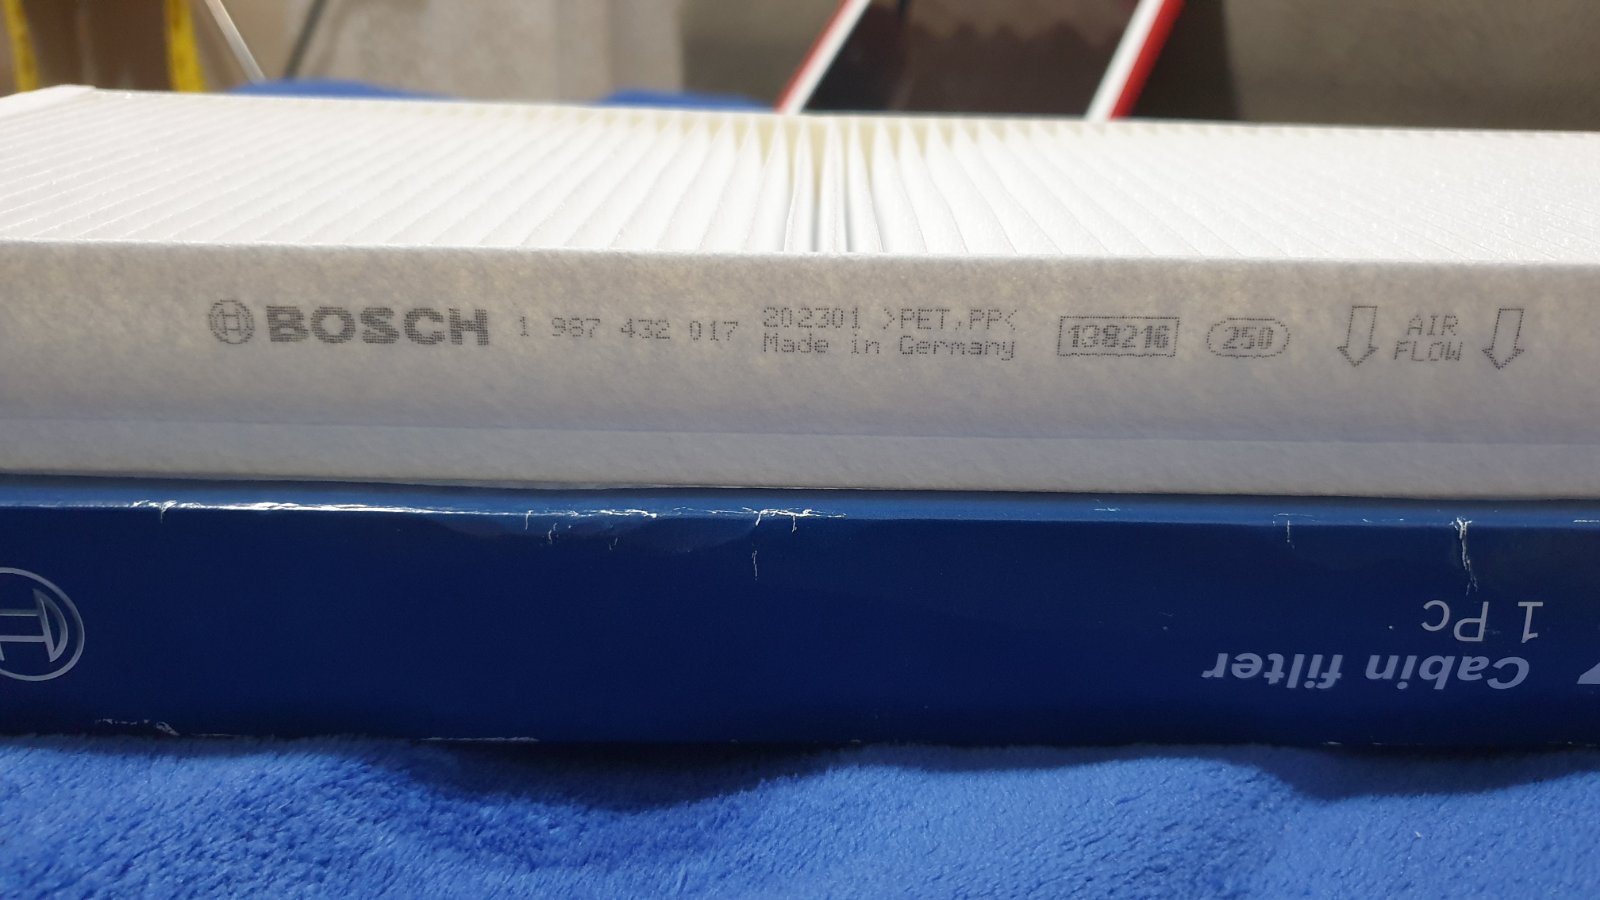 BOSCH 1 987 432 017
202301 >PET,PP<
Made in Germany
138216
250
AIR
FLOW
Cabin filter
1 Pc